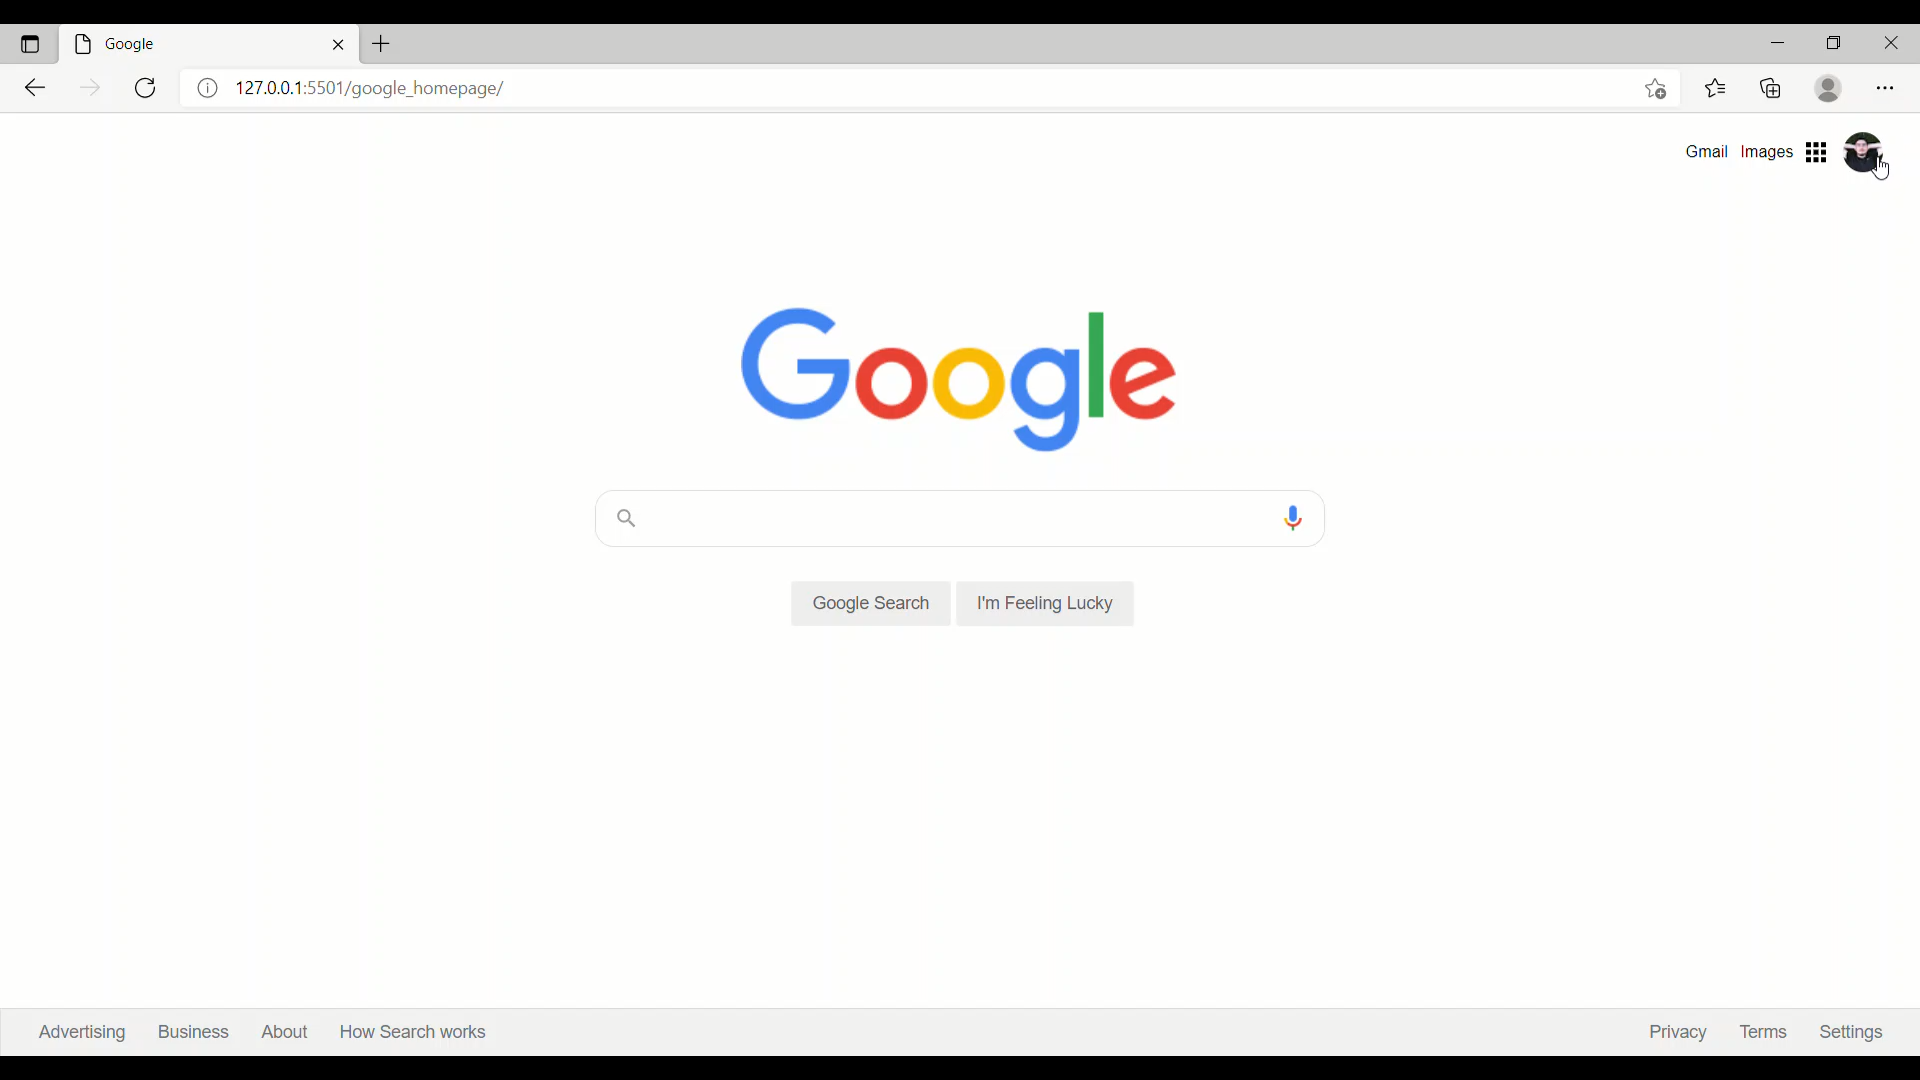 Google
127.0.0.1:5501/google_homepage/
Gmail Images
Google
Google Search I'm Feeling Lucky
Advertising Business About How Search works Privacy Terms Settings